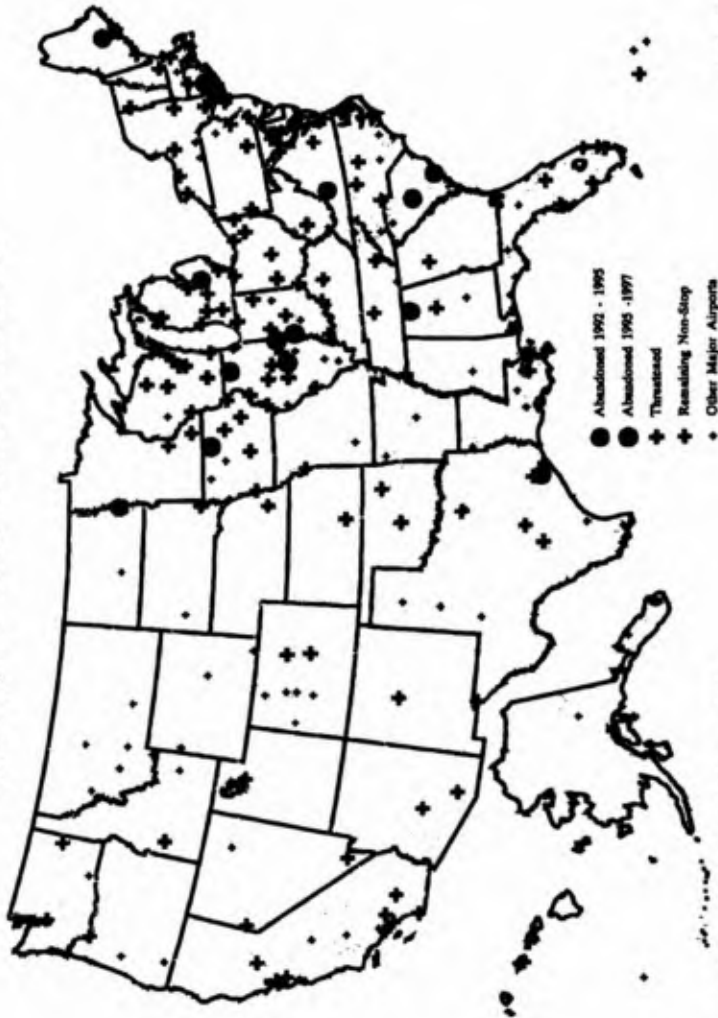 Abandoned 1992 - 1995
Abandoned 1995 -1997
Threatened
Remaining Non-Stop
Other Major Airports